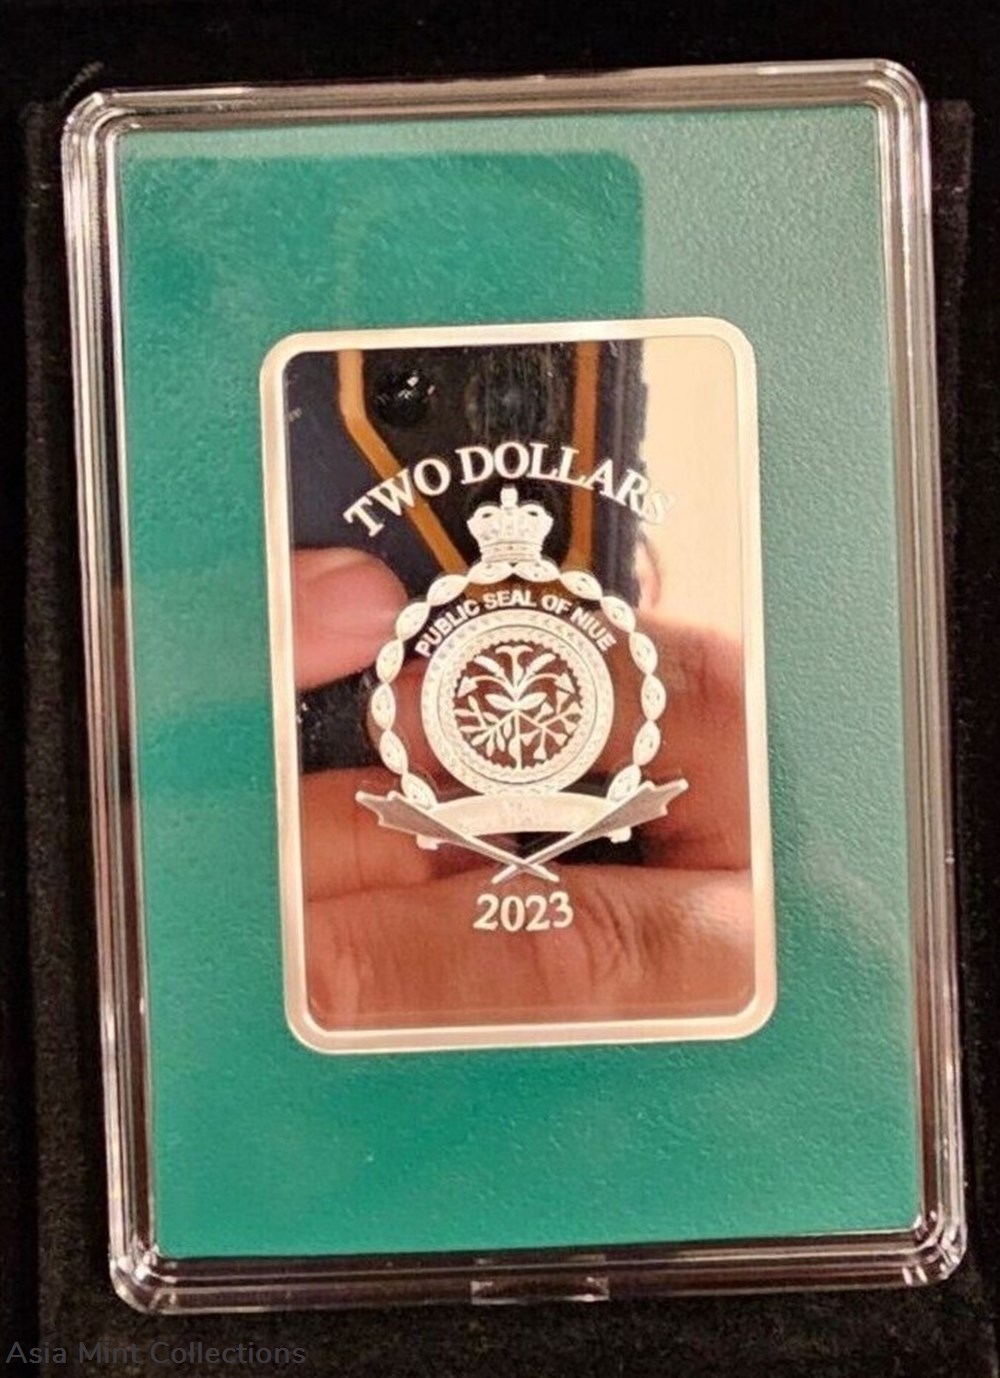 TWO DOLLARS
PUBLIC SEAL OF NIUE
2023
Asia Mint Collections